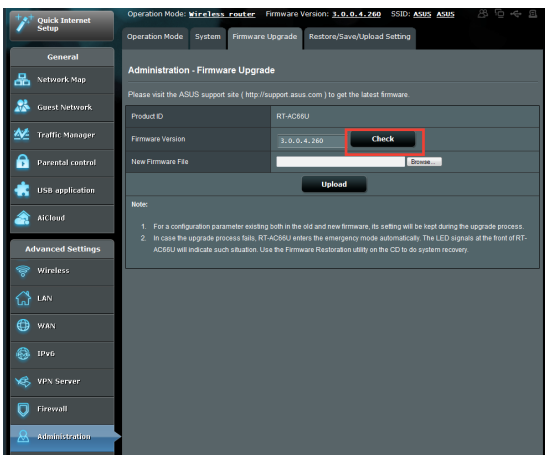 Quick Internet
Setup
Operation Mode: Wireless router Firmware Version: 3.0.0.4.260 SSID: ASUS ASUS
Operation Mode System Firmware Upgrade Restore/Save/Upload Setting
General
Network Map
Guest Network
Traffic Manager
Parental control
USB application
AiCloud
Advanced Settings
Wireless
LAN
WAN
IPv6
VPN Server
Firewall
Administration
Administration - Firmware Upgrade
Please visit the ASUS support site ( http://support.asus.com ) to get the latest firmware.
Product ID RT-AC66U
Firmware Version 3.0.0.4.260 Check
New Firmware File Browse...
Upload
Note:
1. For a configuration parameter existing both in the old and new firmware, its setting will be kept during the upgrade process.
2. In case the upgrade process fails, RT-AC66U enters the emergency mode automatically. The LED signals at the front of RT-
AC66U will indicate such situation. Use the Firmware Restoration utility on the CD to do system recovery.